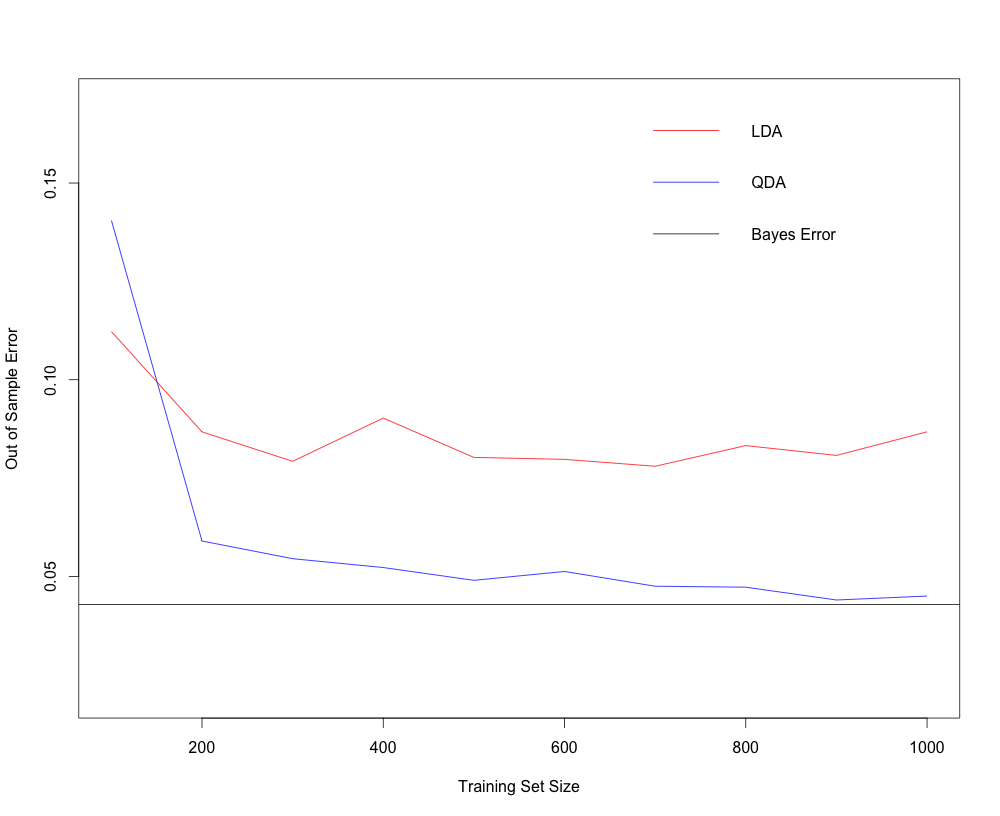 LDA
QDA
Bayes Error
Out of Sample Error
0.15
0.10
0.05
200 400 600 800 1000
Training Set Size